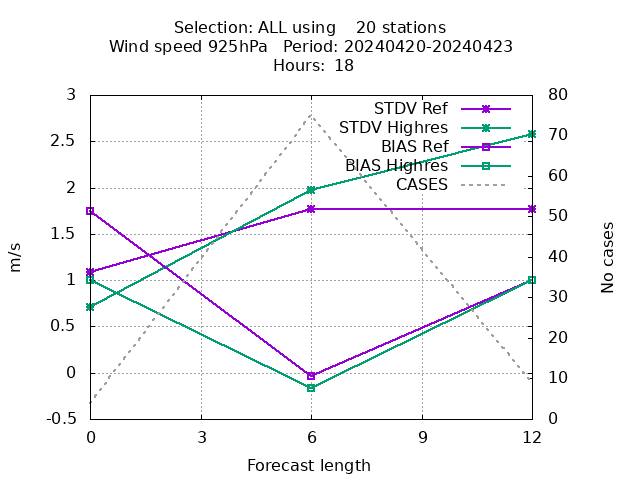 Selection: ALL using    20 stations
Wind speed 925hPa   Period: 20240420-20240423
Hours:  18
STDV Ref
STDV Highres
BIAS Ref
BIAS Highres
CASES
3
2.5
2
1.5
1
0.5
0
-0.5
m/s
80
70
60
50
40
30
20
10
0
No cases
0
3
6
9
12
Forecast length